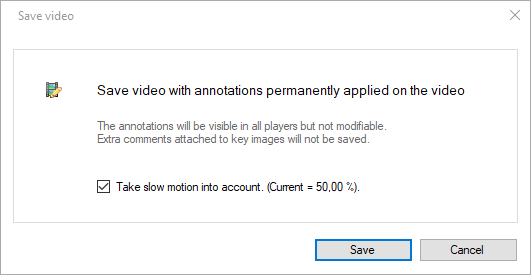 Save video
Save video with annotations permanently applied on the video
The annotations will be visible in all players but not modifiable.
Extra comments attached to key images will not be saved.
Take slow motion into account. (Current = 50,00 %).
Save
Cancel